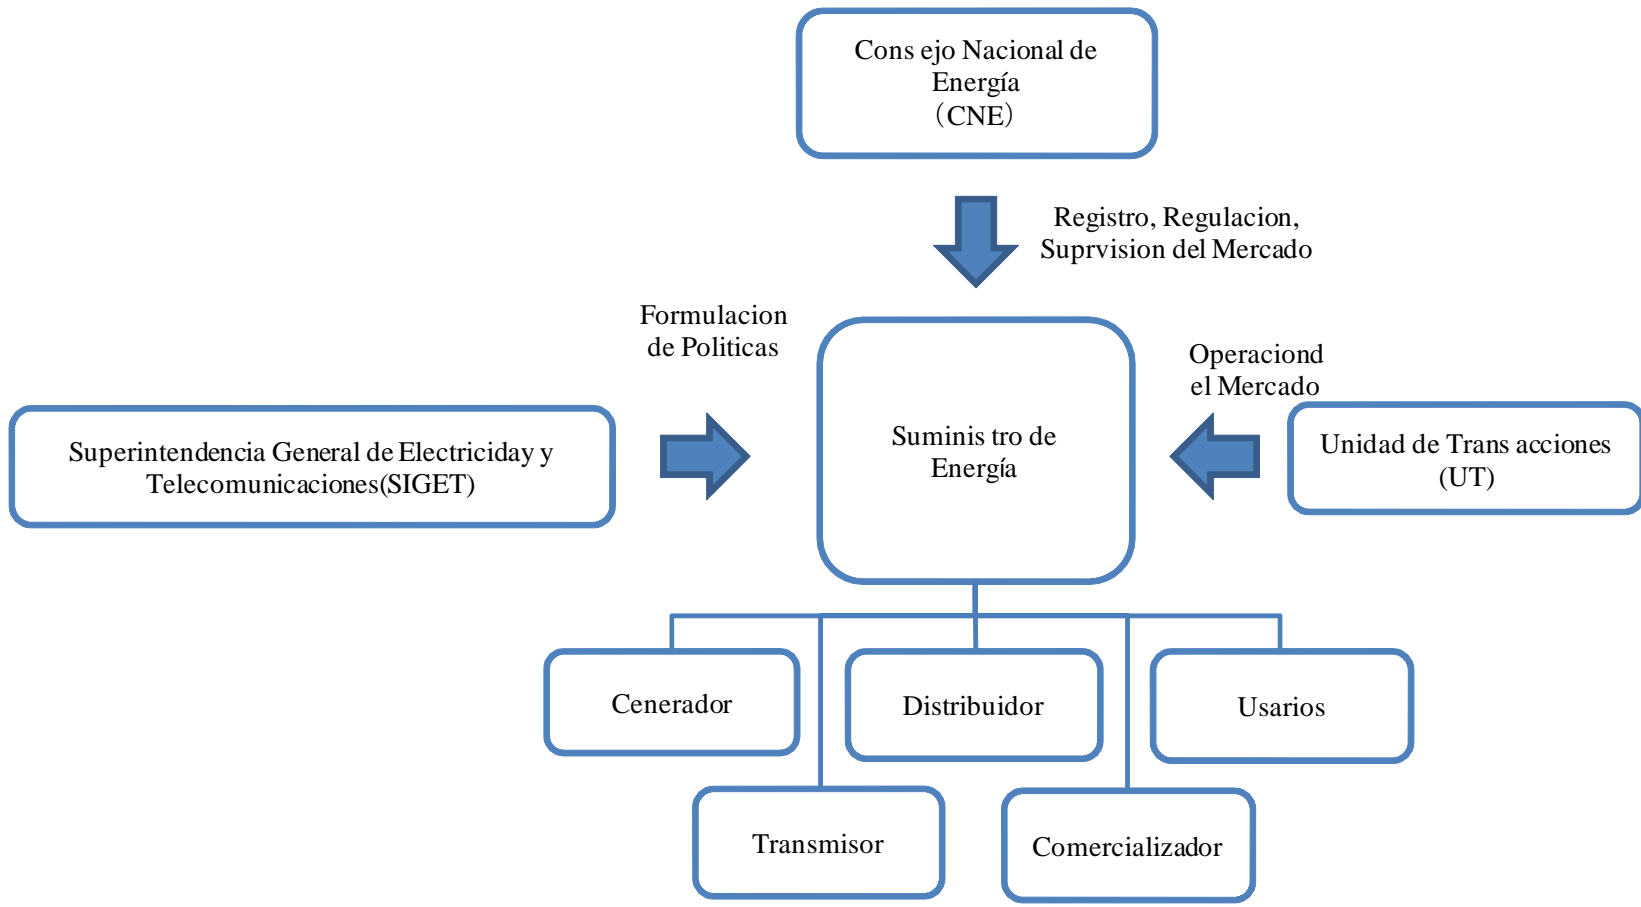 Cons ejo Nacional de
Energía
（CNE）
Registro, Regulacion,
Suprvision del Mercado
Formulacion
de Politicas
Operaciond
el Mercado
Superintendencia General de Electriciday y
Telecomunicaciones(SIGET)
Suminis tro de
Energía
Unidad de Trans acciones
(UT)
Cenerador
Distribuidor
Usarios
Transmisor
Comercializador